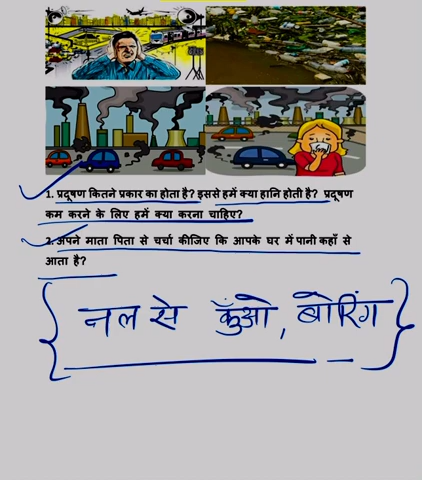 1. प्रदूषण कितने प्रकार का होता है? इससे हमें क्या हानि होती है? प्रदूषण
कम करने के लिए हमें क्या करना चाहिए?
2. अपने माता पिता से चर्चा कीजिए कि आपके घर में पानी कहाँ से
आता है?
नल से कुँओ, बोरिंग